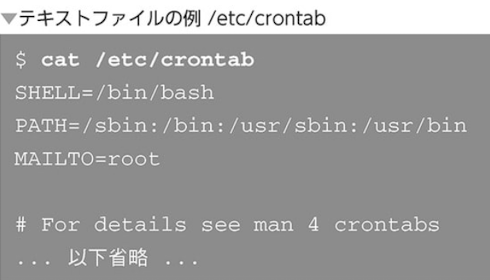 ▼テキストファイルの例 /etc/crontab
$ cat /etc/crontab
SHELL=/bin/bash
PATH=/sbin:/bin:/usr/sbin:/usr/bin
MAILTO=root
# For details see man 4 crontabs
... 以下省略 ...